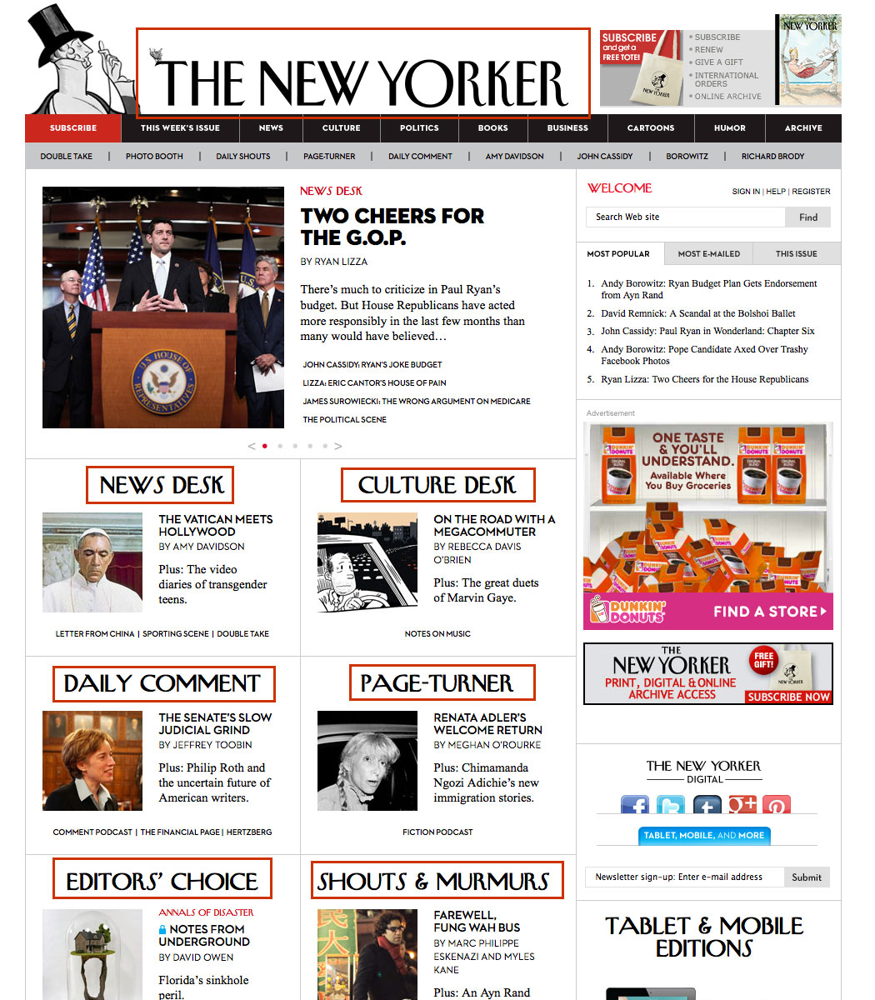 THE NEW YORKER
SUBSCRIBE
and get a
FREE TOTE!
THE
NEW YORKER
SUBSCRIBE
RENEW
GIVE A GIFT
INTERNATIONAL
ORDERS
ONLINE ARCHIVE
THE
NEW YORKER
SUBSCRIBE
THIS WEEK'S ISSUE
NEWS
CULTURE
POLITICS
BOOKS
BUSINESS
CARTOONS
HUMOR
ARCHIVE
DOUBLE TAKE | PHOTO BOOTH | DAILY SHOUTS | PAGE-TURNER | DAILY COMMENT | AMY DAVIDSON | JOHN CASSIDY | BOROWITZ | RICHARD BRODY
U.S. HOUSE OF
REPRESENTATIVES
NEWS DESK
TWO CHEERS FOR
THE G.O.P.
BY RYAN LIZZA
There's much to criticize in Paul Ryan's
budget. But House Republicans have acted
more responsibly in the last few months than
many would have believed…
JOHN CASSIDY: RYAN'S JOKE BUDGET
LIZZA: ERIC CANTOR'S HOUSE OF PAIN
JAMES SUROWIECKI: THE WRONG ARGUMENT ON MEDICARE
THE POLITICAL SCENE
< >
NEWS DESK
THE VATICAN MEETS
HOLLYWOOD
BY AMY DAVIDSON
Plus: The video
diaries of transgender
teens.
LETTER FROM CHINA | SPORTING SCENE | DOUBLE TAKE
CULTURE DESK
ON THE ROAD WITH A
MEGACOMMUTER
BY REBECCA DAVIS
O'BRIEN
Plus: The great duets
of Marvin Gaye.
NOTES ON MUSIC
DAILY COMMENT
THE SENATE'S SLOW
JUDICIAL GRIND
BY JEFFREY TOOBIN
Plus: Philip Roth and
the uncertain future of
American writers.
COMMENT PODCAST | THE FINANCIAL PAGE | HERTZBERG
PAGE-TURNER
RENATA ADLER'S
WELCOME RETURN
BY MEGHAN O'ROURKE
Plus: Chimamanda
Ngozi Adichie's new
immigration stories.
FICTION PODCAST
EDITORS' CHOICE
ANNALS OF DISASTER
NOTES FROM
UNDERGROUND
BY DAVID OWEN
Florida's sinkhole
peril.
SHOUTS & MURMURS
FAREWELL,
FUNG WAH BUS
BY MARC PHILIPPE
ESKENAZI AND MYLES
KANE
Plus: An Ayn Rand
WELCOME
SIGN IN | HELP | REGISTER
Search Web site
Find
MOST POPULAR
MOST E-MAILED
THIS ISSUE
1. Andy Borowitz: Ryan Budget Plan Gets Endorsement
from Ayn Rand
2. David Remnick: A Scandal at the Bolshoi Ballet
3. John Cassidy: Paul Ryan in Wonderland: Chapter Six
4. Andy Borowitz: Pope Candidate Axed Over Trashy
Facebook Photos
5. Ryan Lizza: Two Cheers for the House Republicans
Advertisement
ONE TASTE
& YOU'LL
UNDERSTAND.
Available Where
You Buy Groceries
DUNKIN'
DONUTS
FIND A STORE
THE
NEW YORKER
PRINT, DIGITAL & ONLINE
ARCHIVE ACCESS
FREE
GIFT!
SUBSCRIBE NOW
THE NEW YORKER
DIGITAL
TABLET, MOBILE, AND MORE
Newsletter sign-up: Enter e-mail address
Submit
TABLET & MOBILE
EDITIONS